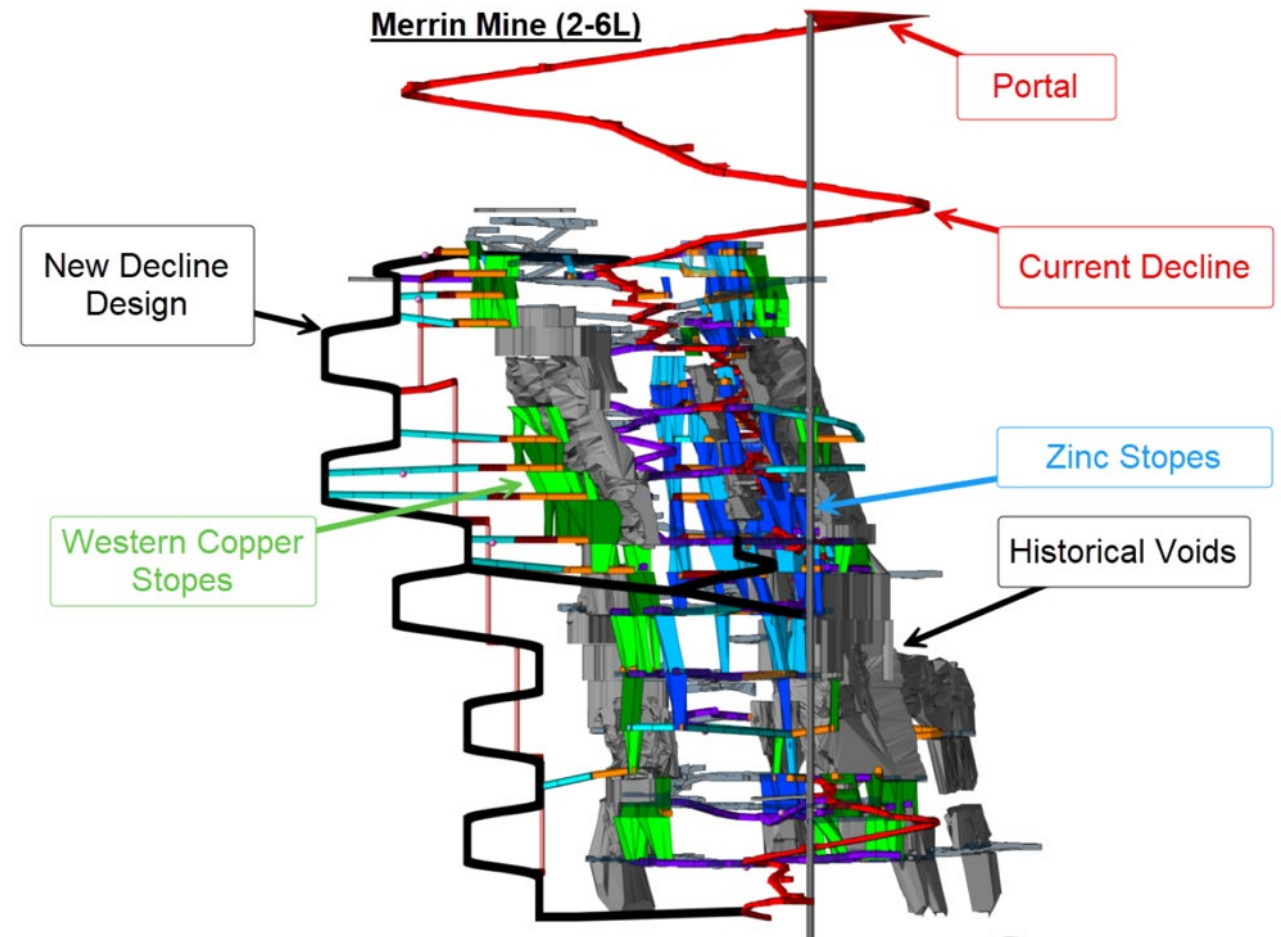 Merrin Mine (2-6L)
Portal
New Decline
Design
Current Decline
Zinc Stopes
Western Copper
Stopes
Historical Voids